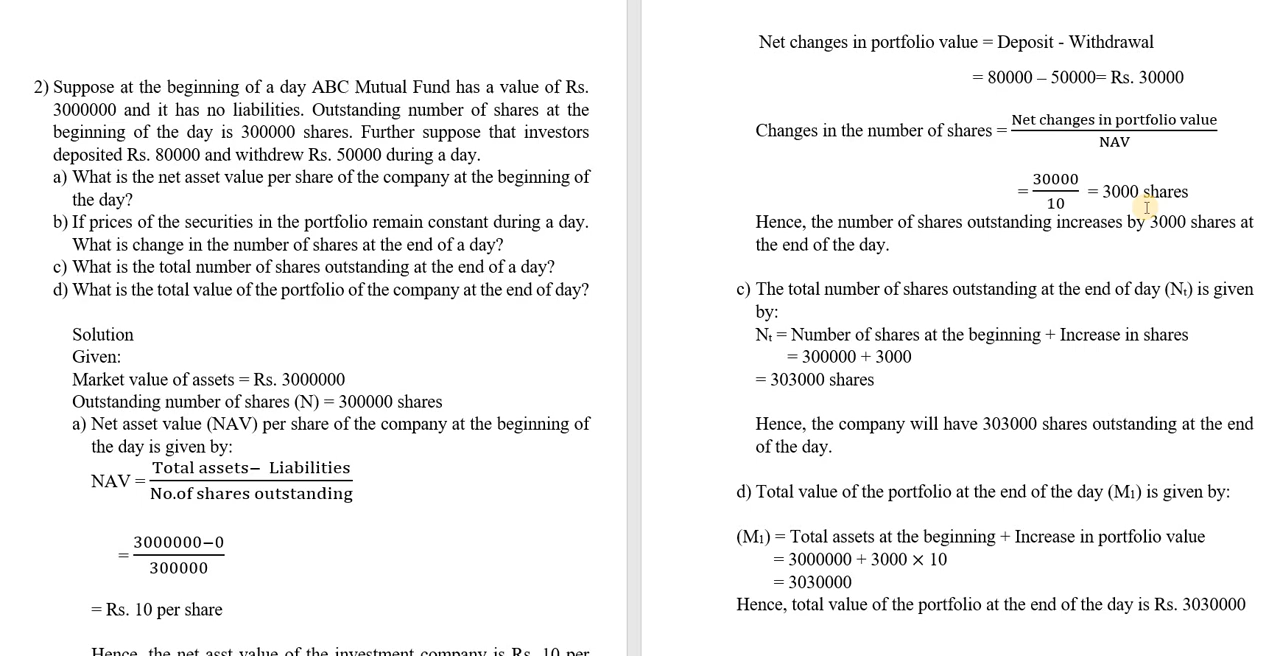 2) Suppose at the beginning of a day ABC Mutual Fund has a value of Rs.
3000000 and it has no liabilities. Outstanding number of shares at the
beginning of the day is 300000 shares. Further suppose that investors
deposited Rs. 80000 and withdrew Rs. 50000 during a day.
a) What is the net asset value per share of the company at the beginning of
the day?
b) If prices of the securities in the portfolio remain constant during a day.
What is change in the number of shares at the end of a day?
c) What is the total number of shares outstanding at the end of a day?
d) What is the total value of the portfolio of the company at the end of day?
Solution
Given:
Market value of assets = Rs. 3000000
Outstanding number of shares (N) = 300000 shares
a) Net asset value (NAV) per share of the company at the beginning of
the day is given by:
Total assets− Liabilities
NAV =
No.of shares outstanding
3000000−0
=
300000
= Rs. 10 per share
Hence, the net asst value of the investment company is Rs. 10 per
Net changes in portfolio value = Deposit - Withdrawal
= 80000 – 50000= Rs. 30000
Net changes in portfolio value
Changes in the number of shares =
NAV
30000
= = 3000 shares
10
Hence, the number of shares outstanding increases by 3000 shares at
the end of the day.
c) The total number of shares outstanding at the end of day (Nₜ) is given
by:
Nₜ = Number of shares at the beginning + Increase in shares
= 300000 + 3000
= 303000 shares
Hence, the company will have 303000 shares outstanding at the end
of the day.
d) Total value of the portfolio at the end of the day (M₁) is given by:
(M₁) = Total assets at the beginning + Increase in portfolio value
= 3000000 + 3000 × 10
= 3030000
Hence, total value of the portfolio at the end of the day is Rs. 3030000